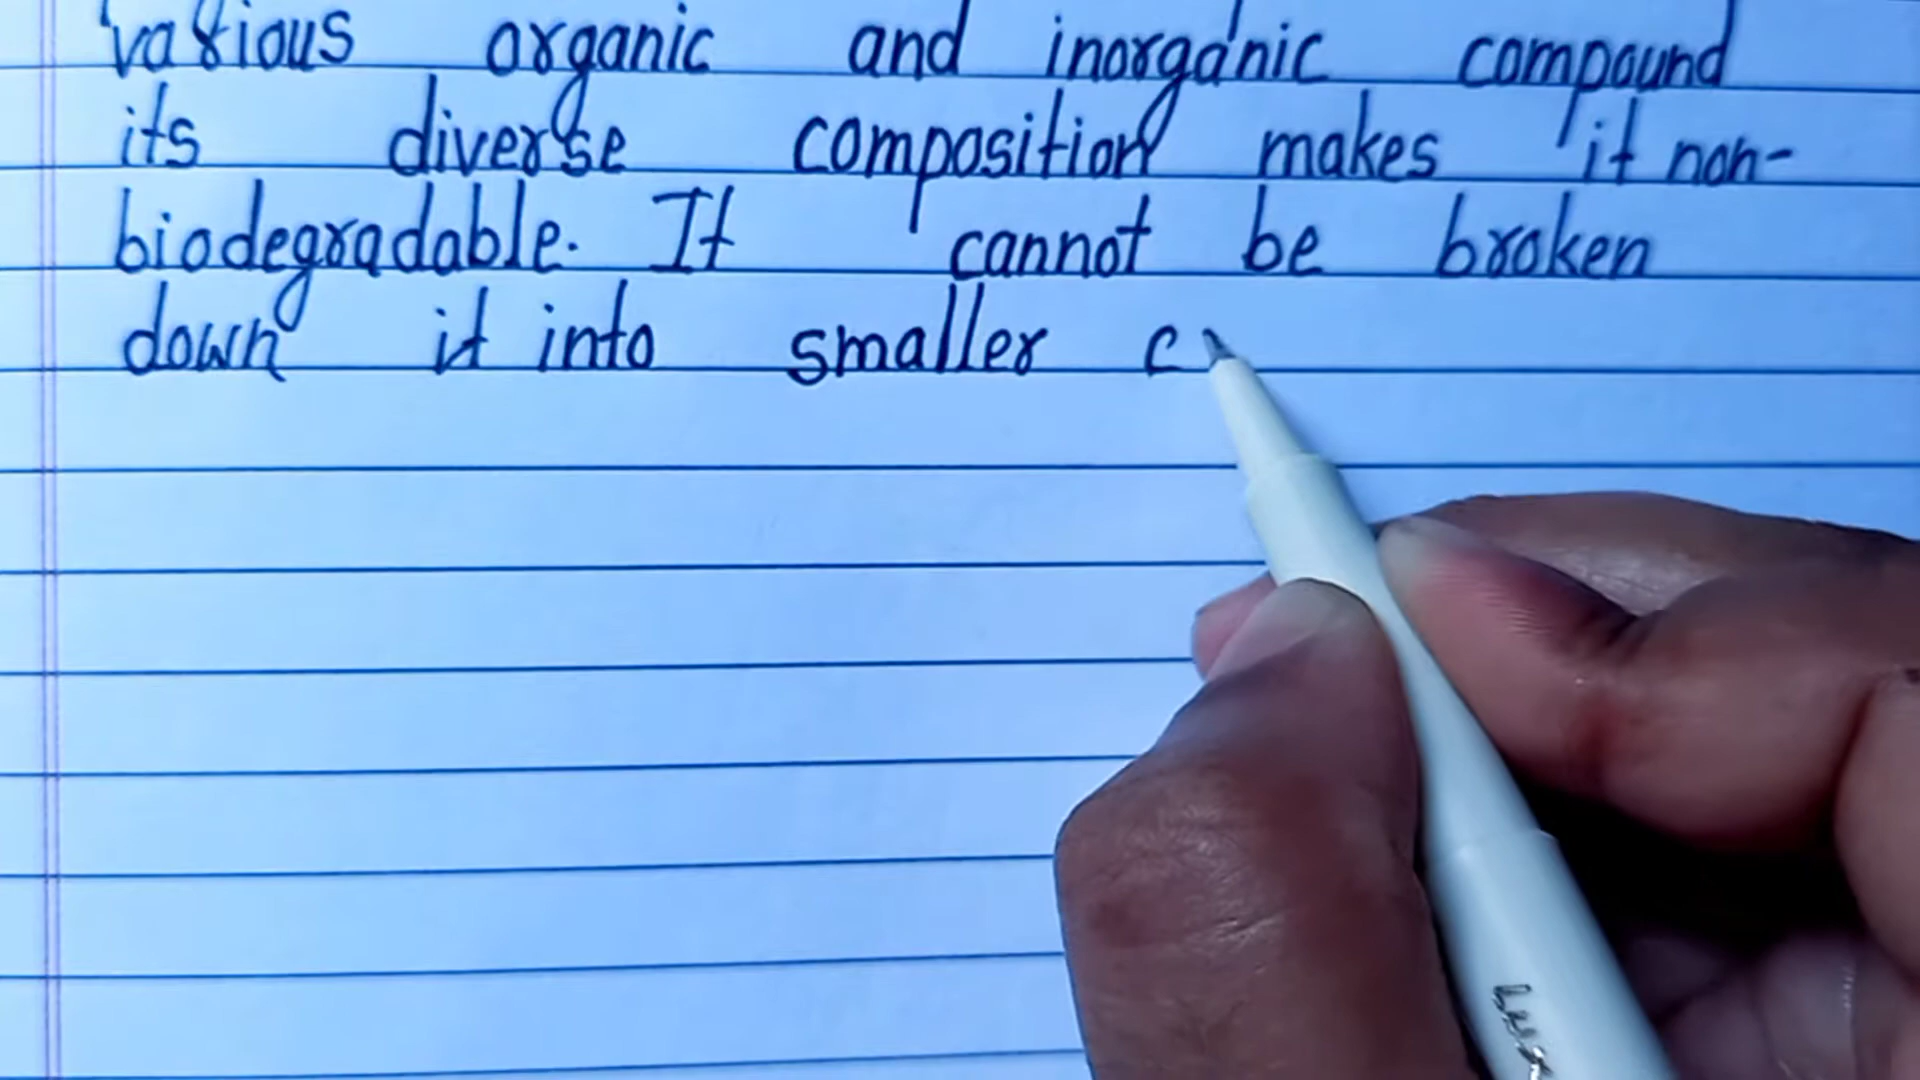 various organic and inorganic compound
its diverse composition makes it non-
biodegradable. It cannot be broken
down it into smaller c